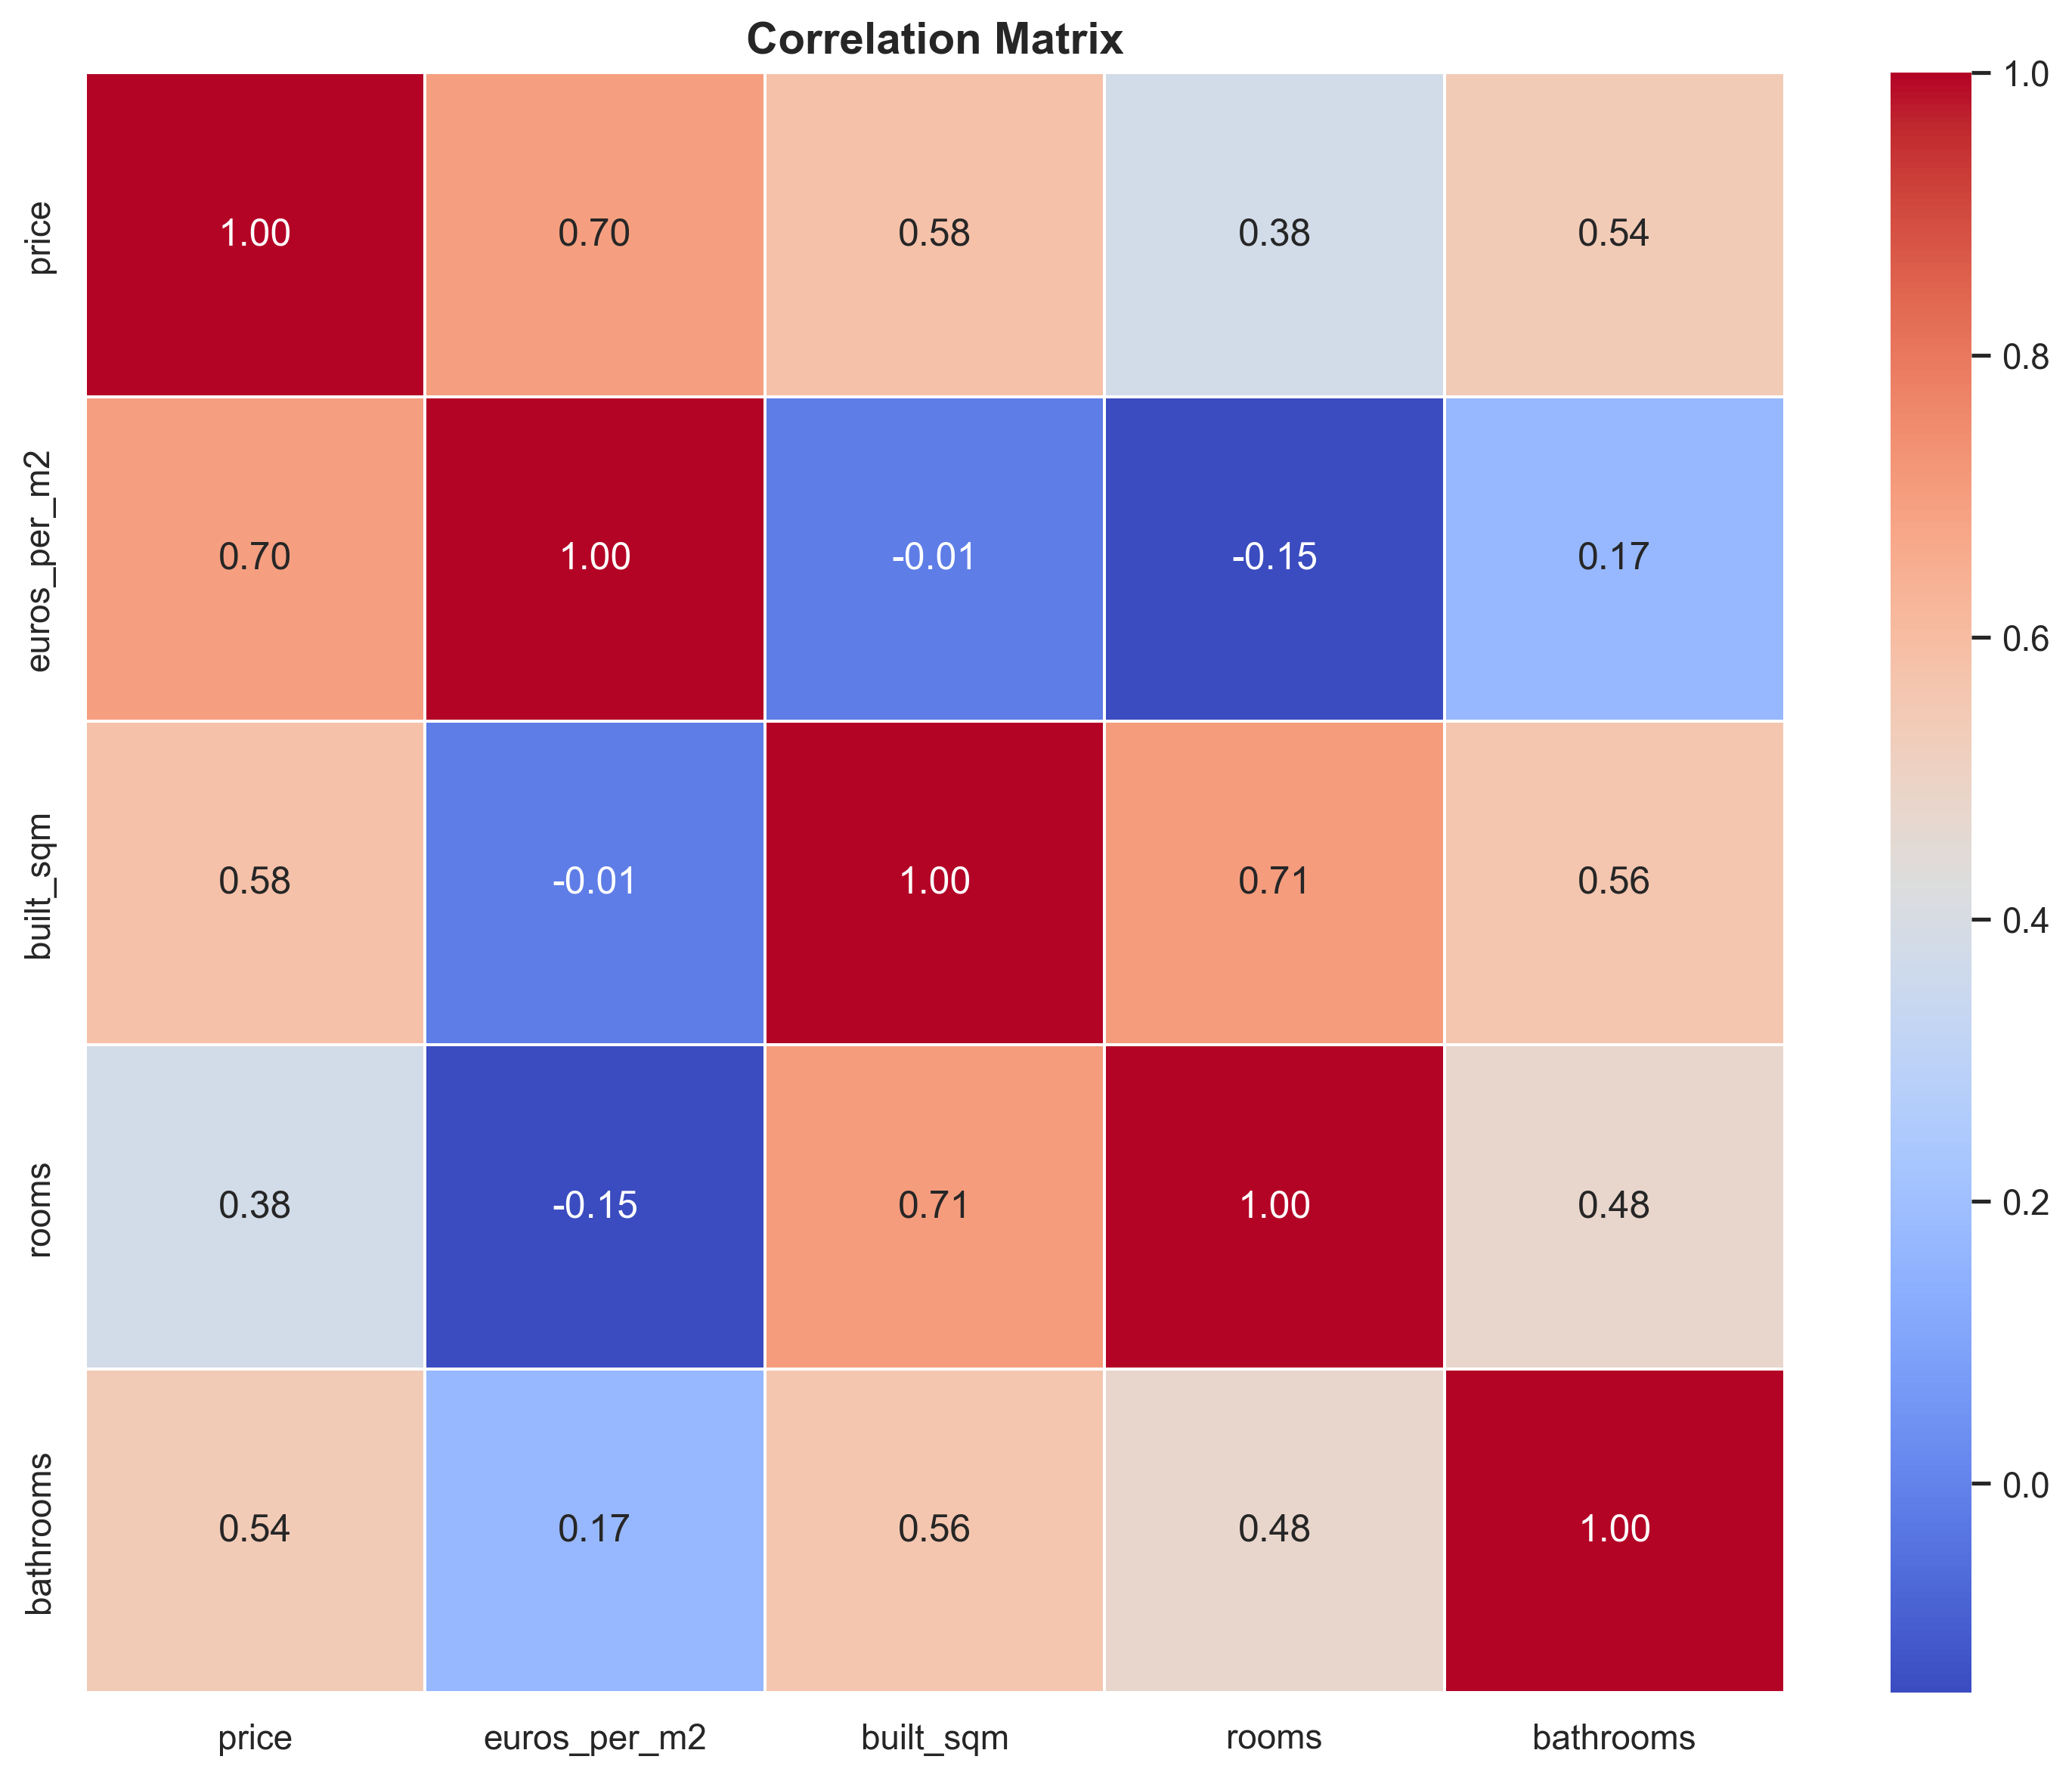 Correlation Matrix
price 1.00 0.70 0.58 0.38 0.54
euros_per_m2 0.70 1.00 -0.01 -0.15 0.17
built_sqm 0.58 -0.01 1.00 0.71 0.56
rooms 0.38 -0.15 0.71 1.00 0.48
bathrooms 0.54 0.17 0.56 0.48 1.00
price euros_per_m2 built_sqm rooms bathrooms
1.0
0.8
0.6
0.4
0.2
0.0